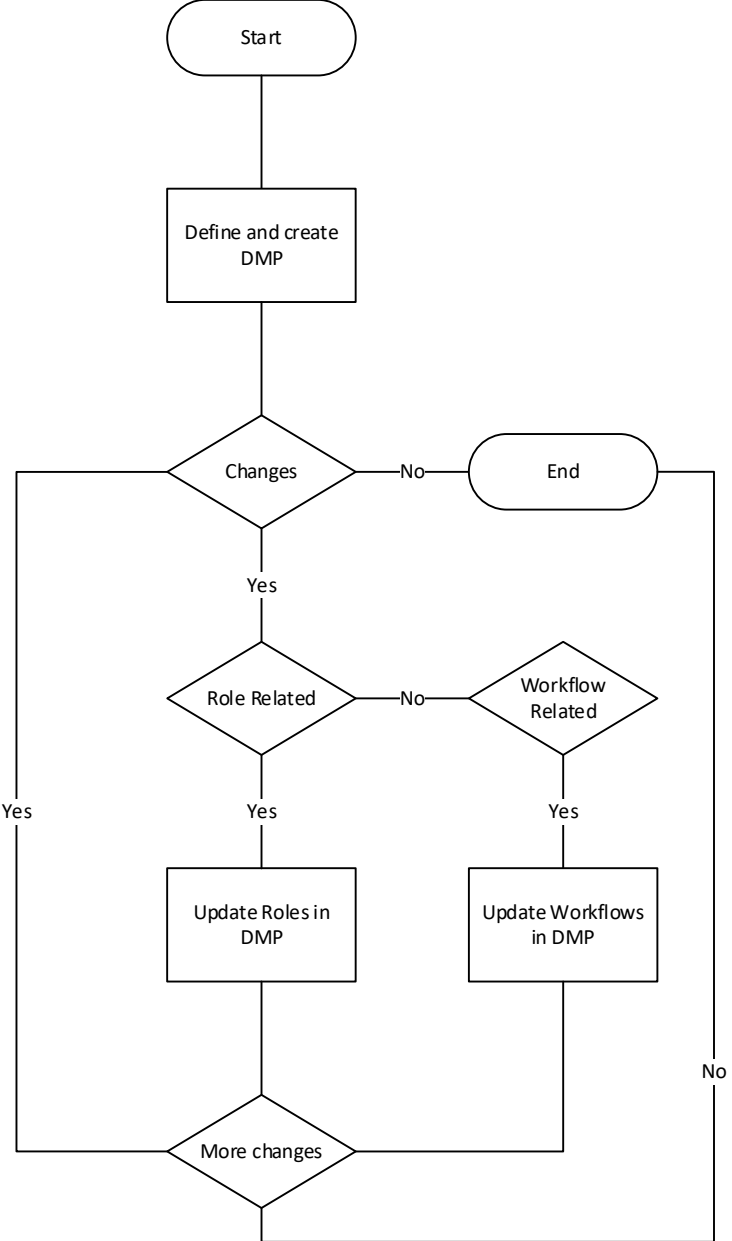 Start
Define and create
DMP
Changes
No
End
Yes
Role Related
No
Workflow
Related
Yes
Yes
Yes
Update Roles in
DMP
Update Workflows
in DMP
No
More changes